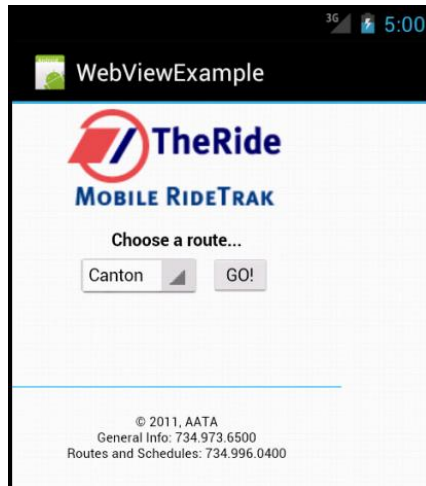 3G 5:00
WebViewExample
TheRide
MOBILE RIDETRAK
Choose a route...
Canton GO!
© 2011, AATA
General Info: 734.973.6500
Routes and Schedules: 734.996.0400